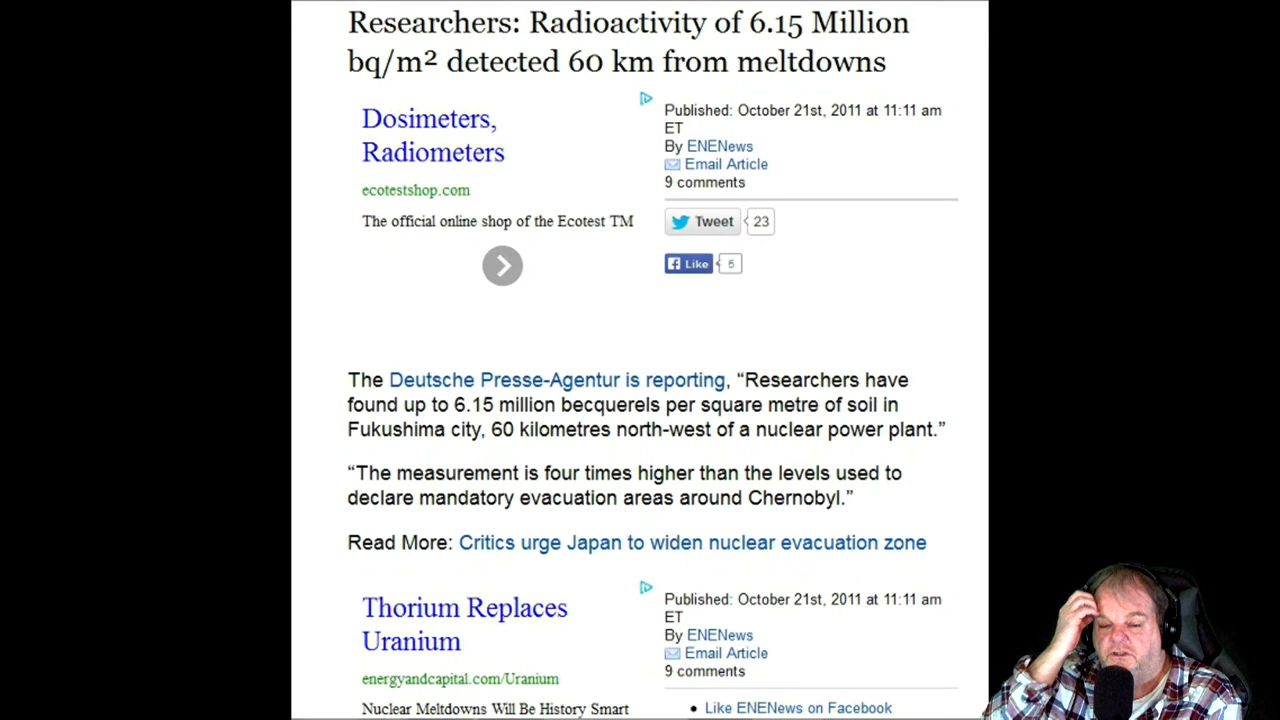 Researchers: Radioactivity of 6.15 Million
bq/m² detected 60 km from meltdowns
Dosimeters,
Radiometers
ecotestshop.com
The official online shop of the Ecotest TM
Published: October 21st, 2011 at 11:11 am
ET
By ENENews
Email Article
9 comments
Tweet 23
Like 5
The Deutsche Presse-Agentur is reporting, “Researchers have
found up to 6.15 million becquerels per square metre of soil in
Fukushima city, 60 kilometres north-west of a nuclear power plant.”
“The measurement is four times higher than the levels used to
declare mandatory evacuation areas around Chernobyl.”
Read More: Critics urge Japan to widen nuclear evacuation zone
Thorium Replaces
Uranium
energyandcapital.com/Uranium
Nuclear Meltdowns Will Be History Smart
Published: October 21st, 2011 at 11:11 am
ET
By ENENews
Email Article
9 comments
• Like ENENews on Facebook